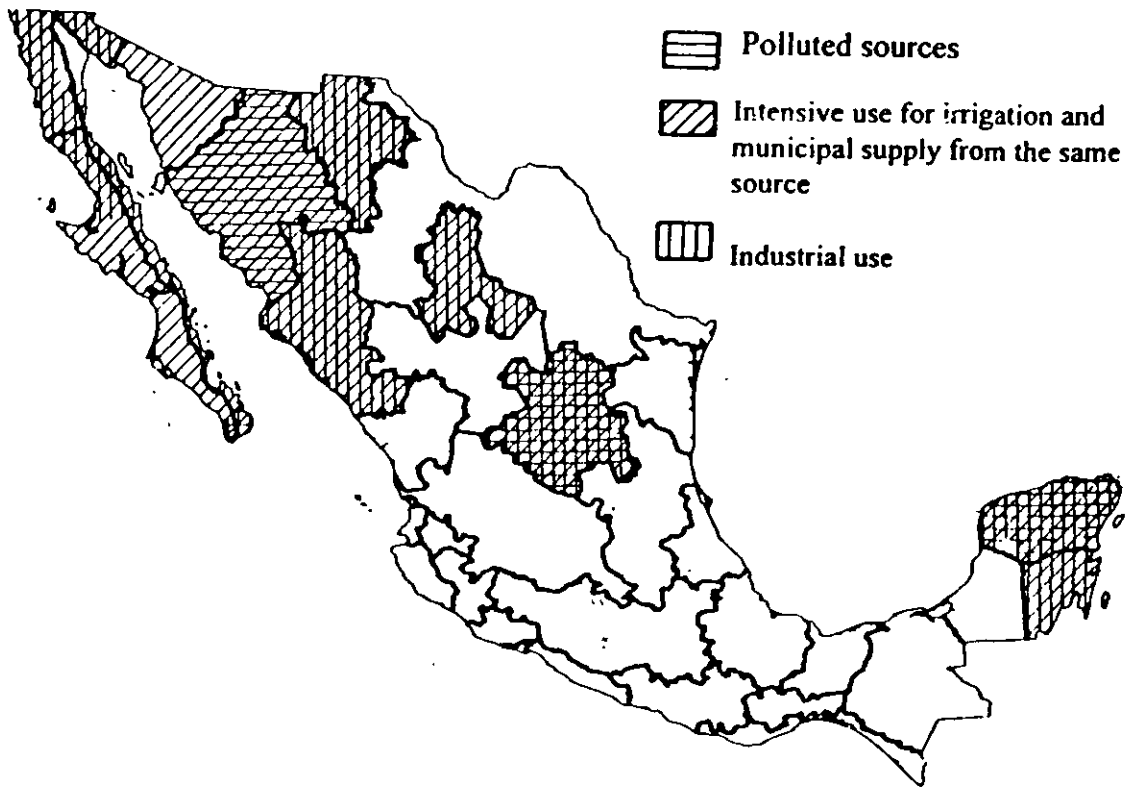 Polluted sources
Intensive use for irrigation and
municipal supply from the same
source
Industrial use